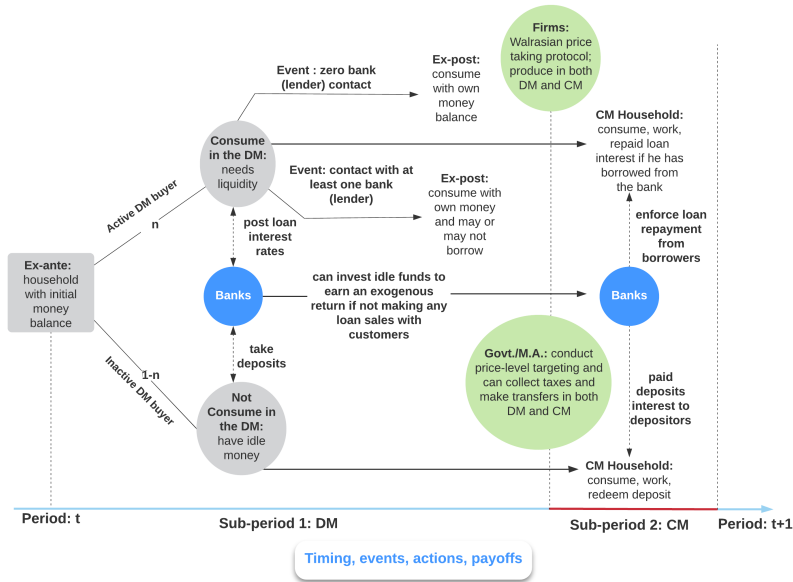 Firms:
Walrasian price
taking protocol;
produce in both
DM and CM
Event : zero bank
(lender) contact
Ex-post:
consume
with own
money
balance
CM Household:
consume, work,
repaid loan
interest if he has
borrowed from
the bank
Consume
in the DM:
needs
liquidity
Event: contact with at
least one bank
(lender)
Ex-post:
consume with
own money
and may or
may not
borrow
Active DM buyer
n
post loan
interest
rates
enforce loan
repayment
from
borrowers
Ex-ante:
household
with initial
money
balance
Banks
can invest idle funds to
earn an exogenous
return if not making any
loan sales with
customers
Banks
take
deposits
Govt./M.A.: conduct
price-level targeting and
can collect taxes and
make transfers in both
DM and CM
1-n
Inactive DM buyer
paid
deposits
interest to
depositors
Not
Consume in
the DM:
have idle
money
CM Household:
consume, work,
redeem deposit
Period: t
Sub-period 1: DM
Sub-period 2: CM
Period: t+1
Timing, events, actions, payoffs